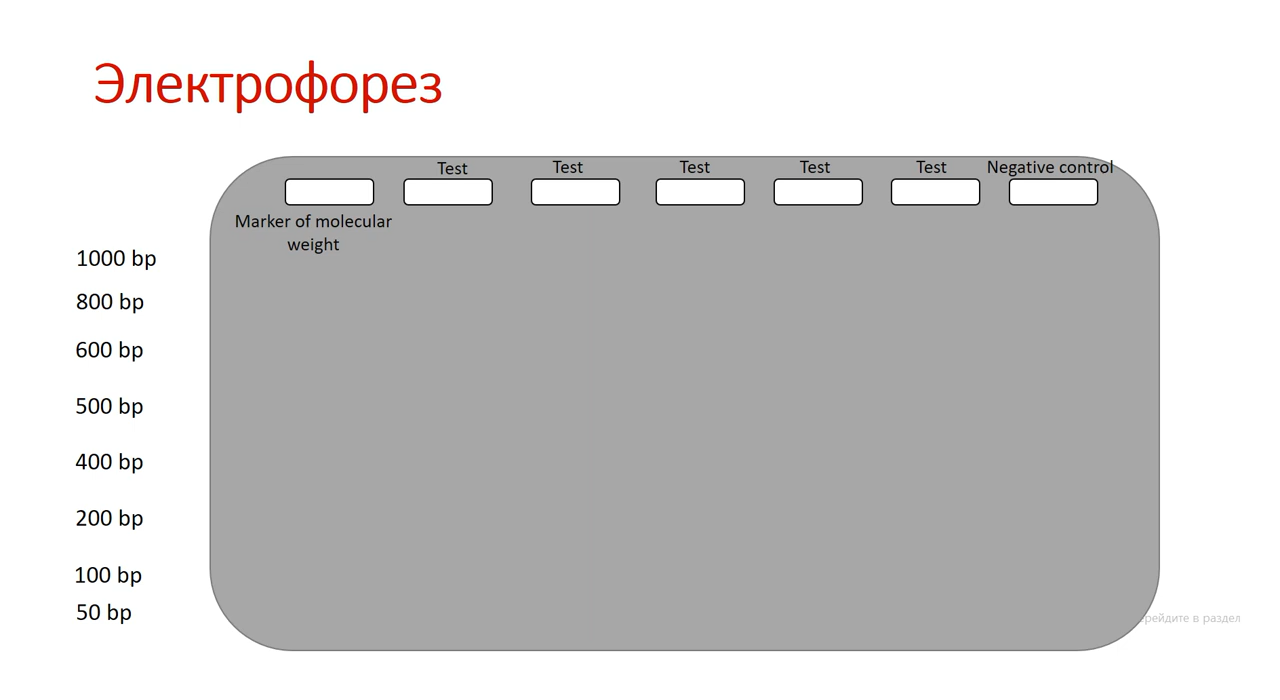 Электрофорез
Test Test Test Test Test Negative control
Marker of molecular
weight
1000 bp
800 bp
600 bp
500 bp
400 bp
200 bp
100 bp
50 bp
в раздел